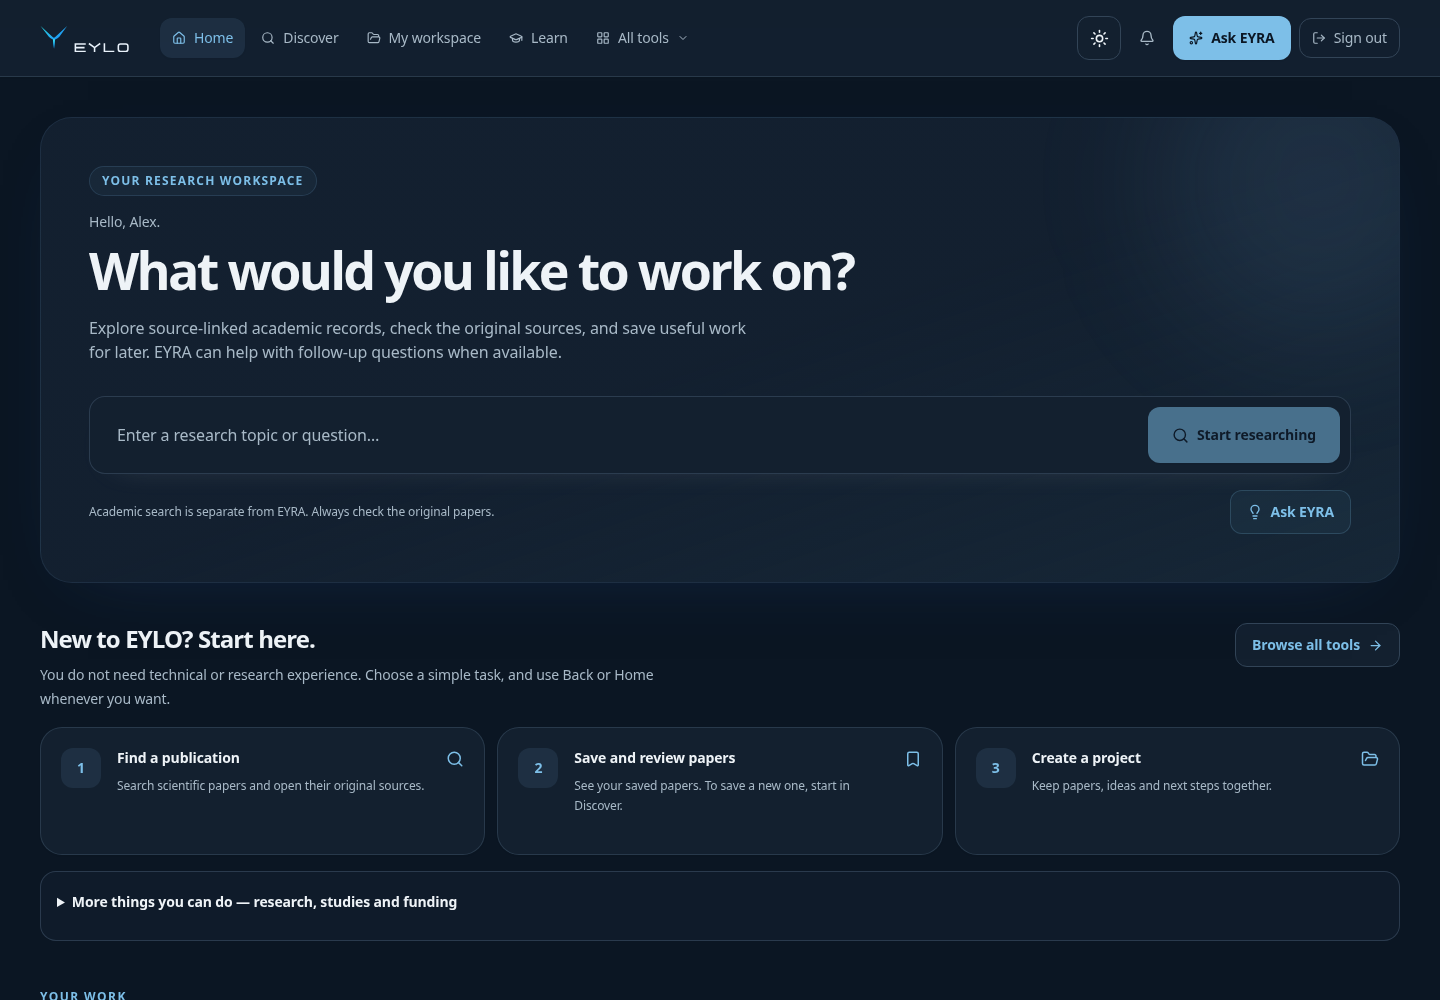 EYLO
Home
Discover
My workspace
Learn
All tools
Ask EYRA
Sign out
YOUR RESEARCH WORKSPACE
Hello, Alex.
What would you like to work on?
Explore source-linked academic records, check the original sources, and save useful work
for later. EYRA can help with follow-up questions when available.
Enter a research topic or question...
Start researching
Academic search is separate from EYRA. Always check the original papers.
Ask EYRA
New to EYLO? Start here.
Browse all tools
You do not need technical or research experience. Choose a simple task, and use Back or Home
whenever you want.
1
Find a publication
Search scientific papers and open their original sources.
2
Save and review papers
See your saved papers. To save a new one, start in
Discover.
3
Create a project
Keep papers, ideas and next steps together.
More things you can do — research, studies and funding
YOUR WORK